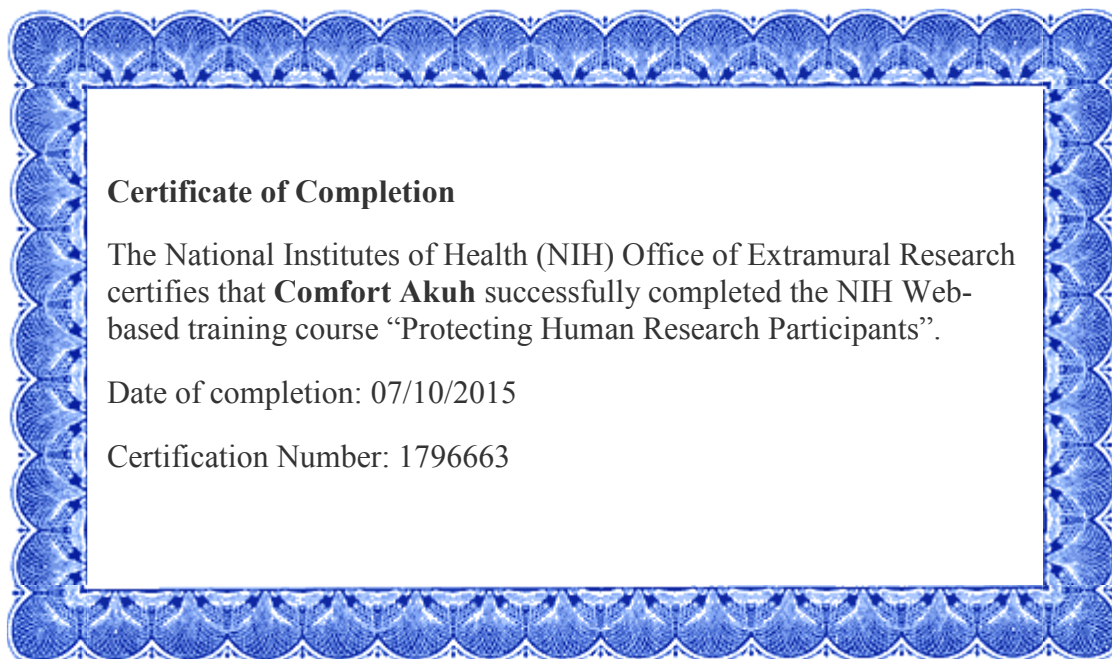 Certificate of Completion
The National Institutes of Health (NIH) Office of Extramural Research
certifies that Comfort Akuh successfully completed the NIH Web-
based training course “Protecting Human Research Participants”.
Date of completion: 07/10/2015
Certification Number: 1796663